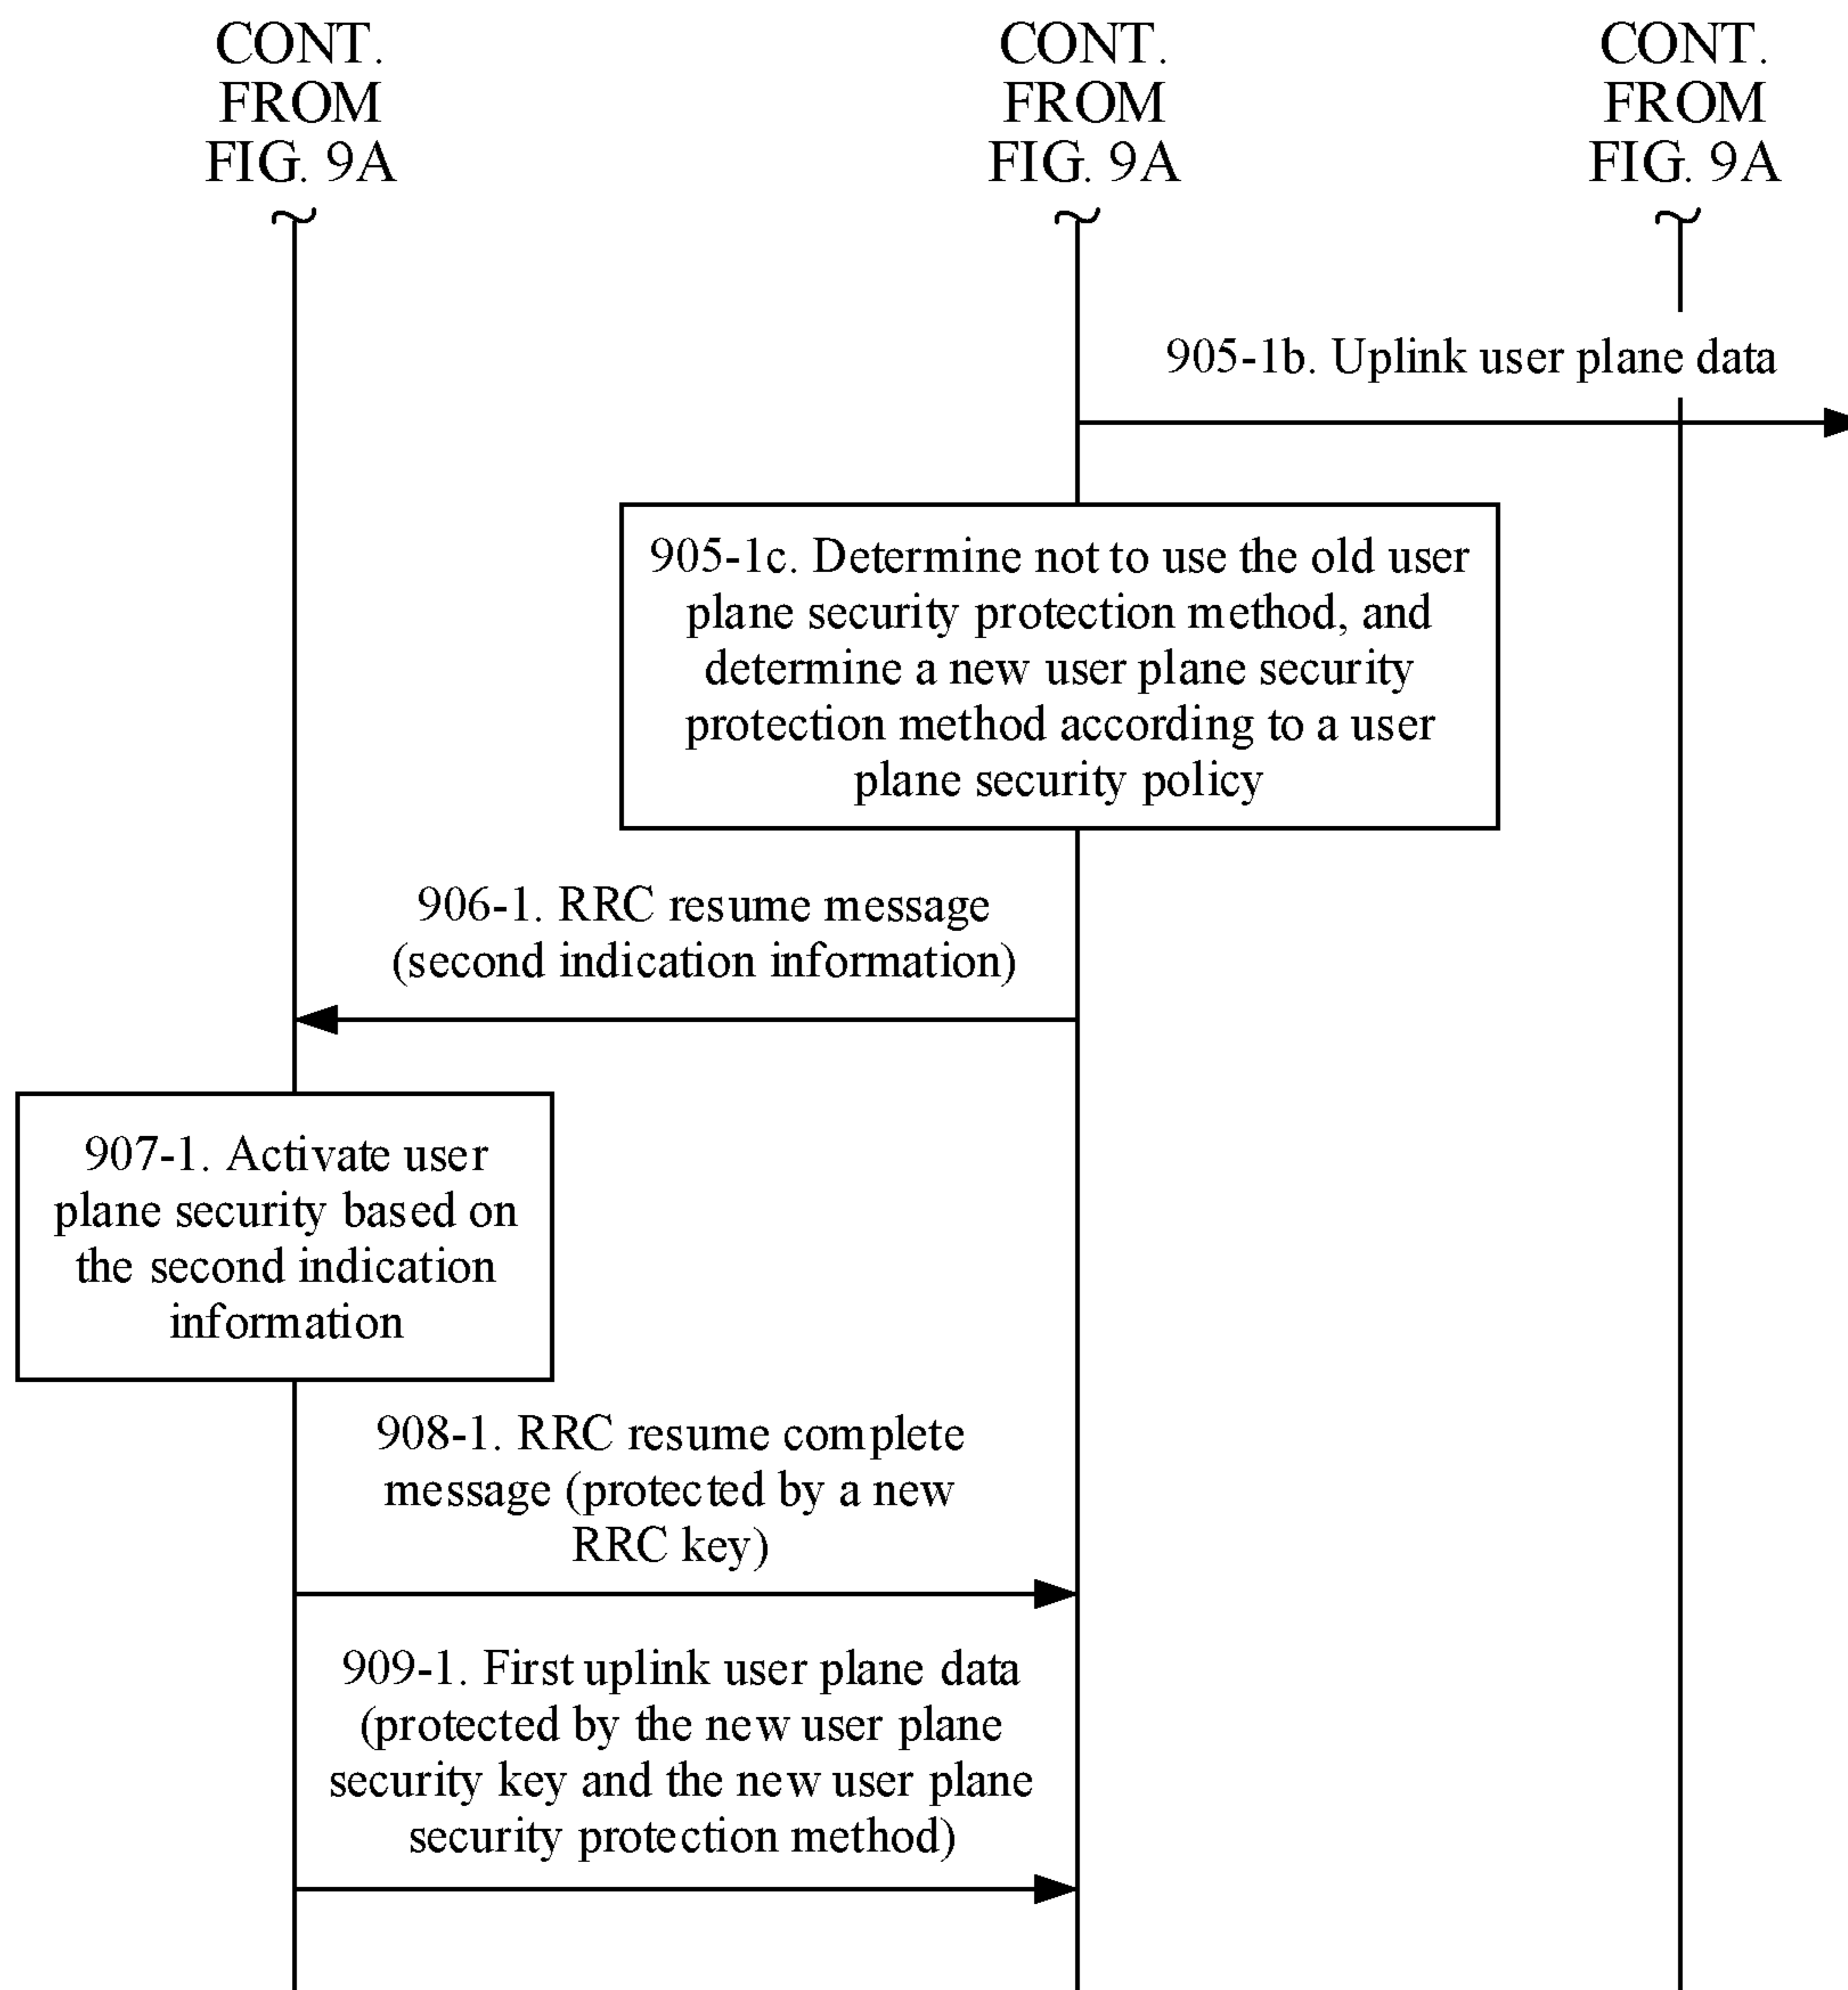 CONT.
FROM
FIG. 9A
CONT.
FROM
FIG. 9A
CONT.
FROM
FIG. 9A
905-1b. Uplink user plane data
905-1c. Determine not to use the old user
plane security protection method, and
determine a new user plane security
protection method according to a user
plane security policy
906-1. RRC resume message
(second indication information)
907-1. Activate user
plane security based on
the second indication
information
908-1. RRC resume complete
message (protected by a new
RRC key)
909-1. First uplink user plane data
(protected by the new user plane
security key and the new user plane
security protection method)